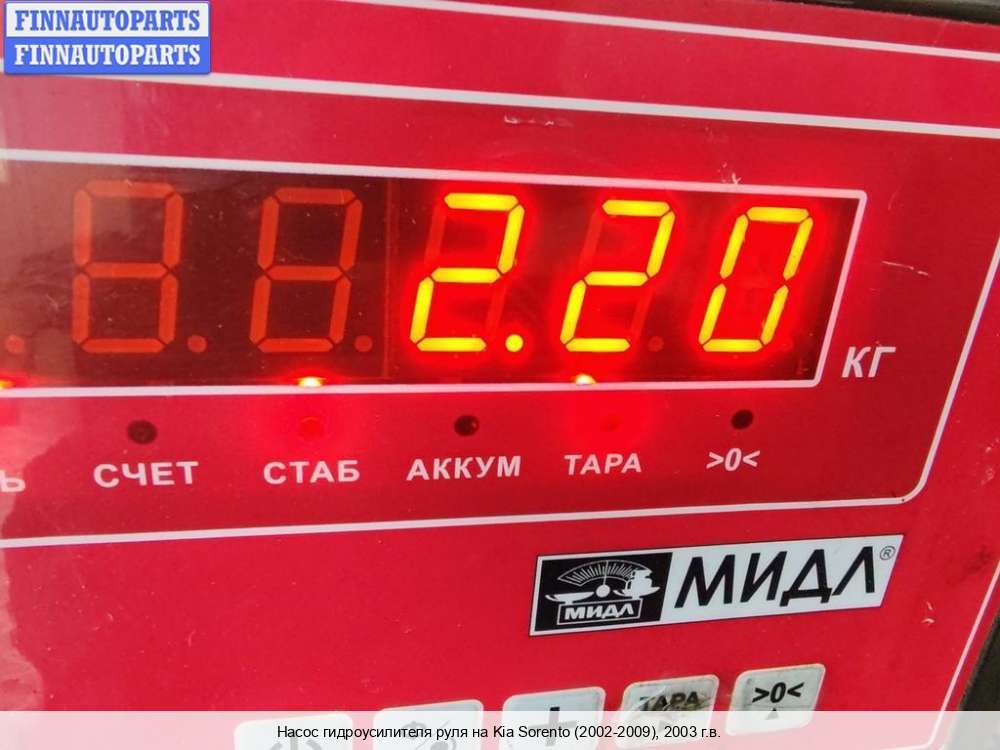 FINNAUTOPARTS
FINNAUTOPARTS
2.20
КГ
СЧЕТ СТАБ АККУМ ТАРА >0<
МИДЛ МИДЛ®
ТАРА >0<
Насос гидроусилителя руля на Kia Sorento (2002-2009), 2003 г.в.